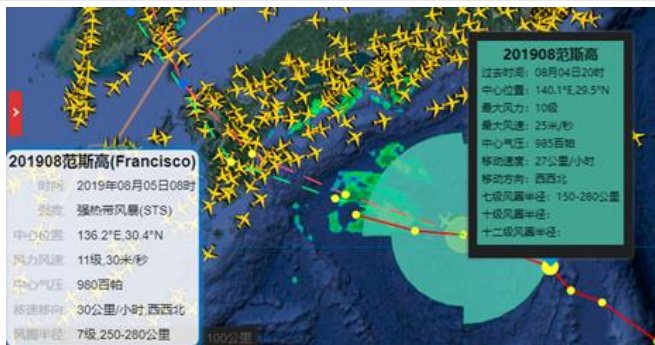 201908范斯高(Francisco)
时间: 2019年08月05日08时
强度: 强热带风暴(STS)
中心位置: 136.2°E,30.4°N
风力风速: 11级,30米/秒
中心气压: 980百帕
移速移向: 30公里/小时,西西北
风圈半径: 7级,250-280公里
100公里
201908范斯高
过去时间：08月04日20时
中心位置：140.1°E,29.5°N
最大风力：10级
最大风速：25米/秒
中心气压：985百帕
移动速度：27公里/小时
移动方向：西西北
七级风圈半径：150-280公里
十级风圈半径：
十二级风圈半径：